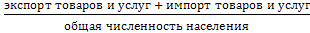 экспорт товаров и услуг + импорт товаров и услуг
общая численность населения